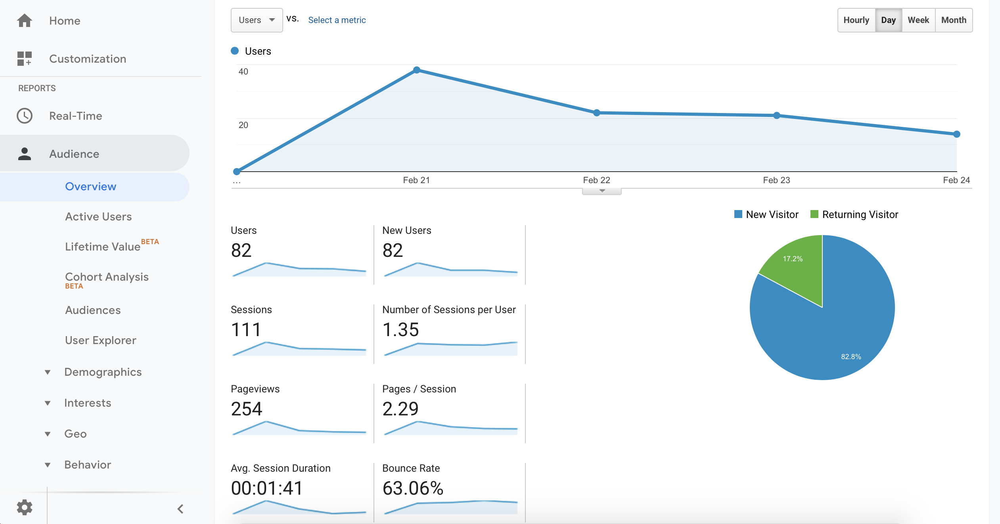 Home
Customization
REPORTS
Real-Time
Audience
Overview
Active Users
Lifetime Value BETA
Cohort Analysis
BETA
Audiences
User Explorer
Demographics
Interests
Geo
Behavior
Users vs. Select a metric
Hourly Day Week Month
Users
40
20
... Feb 21 Feb 22 Feb 23 Feb 24
New Visitor Returning Visitor
17.2%
82.8%
Users
82
New Users
82
Sessions
111
Number of Sessions per User
1.35
Pageviews
254
Pages / Session
2.29
Avg. Session Duration
00:01:41
Bounce Rate
63.06%